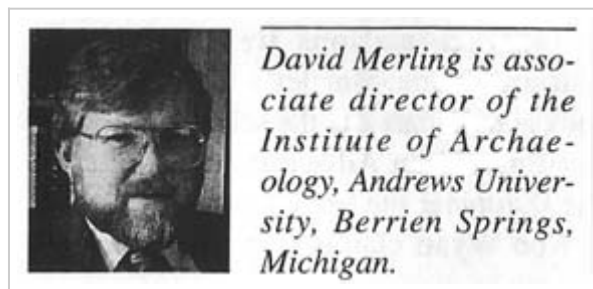 David Merling is asso-
ciate director of the
Institute of Archae-
ology, Andrews Univer-
sity, Berrien Springs,
Michigan.